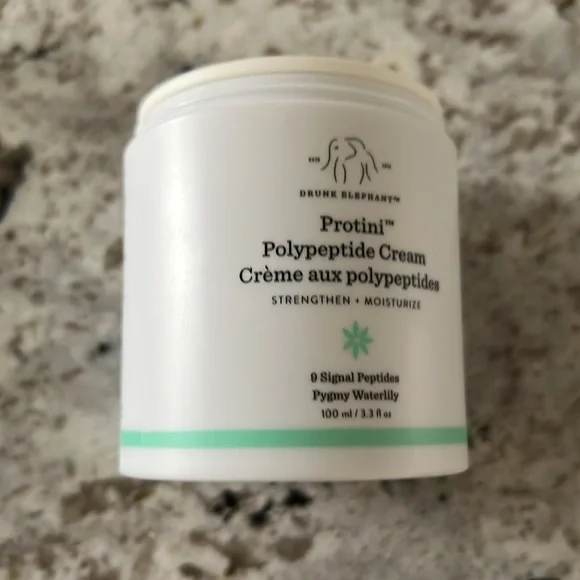 DRUNK ELEPHANT™
Protini™
Polypeptide Cream
Crème aux polypeptides
STRENGTHEN + MOISTURIZE
9 Signal Peptides
Pygmy Waterlily
100 ml / 3.3 fl oz